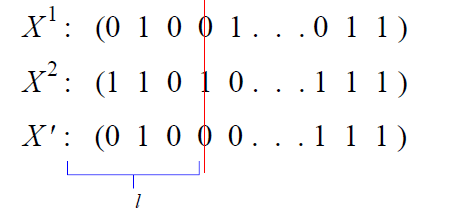 X¹: (0 1 0 0 1 . . . 0 1 1 )
X²: (1 1 0 1 0 . . . 1 1 1 )
X′: (0 1 0 0 0 . . . 1 1 1 )
l